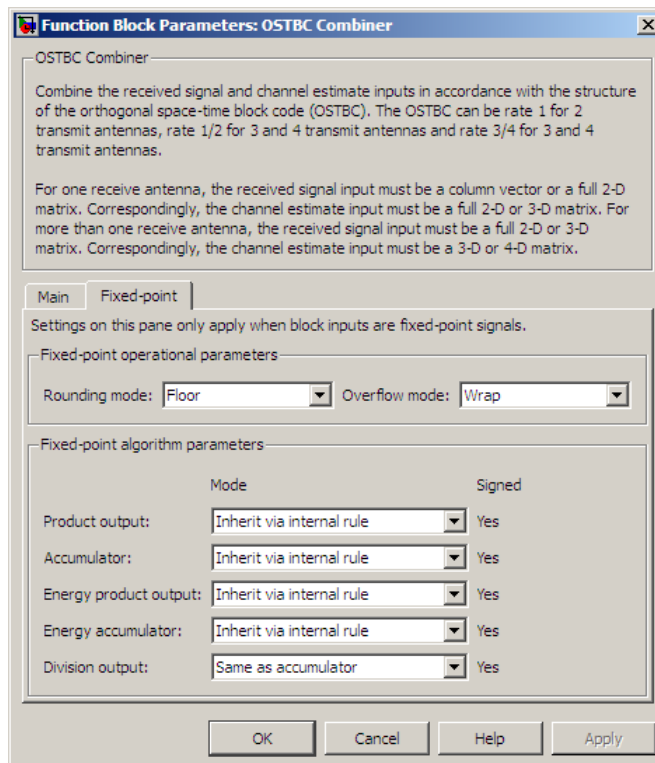 Function Block Parameters: OSTBC Combiner
OSTBC Combiner
Combine the received signal and channel estimate inputs in accordance with the structure
of the orthogonal space-time block code (OSTBC). The OSTBC can be rate 1 for 2
transmit antennas, rate 1/2 for 3 and 4 transmit antennas and rate 3/4 for 3 and 4
transmit antennas.
For one receive antenna, the received signal input must be a column vector or a full 2-D
matrix. Correspondingly, the channel estimate input must be a full 2-D or 3-D matrix. For
more than one receive antenna, the received signal input must be a full 2-D or 3-D
matrix. Correspondingly, the channel estimate input must be a 3-D or 4-D matrix.
Main Fixed-point
Settings on this pane only apply when block inputs are fixed-point signals.
Fixed-point operational parameters
Rounding mode: Floor Overflow mode: Wrap
Fixed-point algorithm parameters
Mode Signed
Product output: Inherit via internal rule Yes
Accumulator: Inherit via internal rule Yes
Energy product output: Inherit via internal rule Yes
Energy accumulator: Inherit via internal rule Yes
Division output: Same as accumulator Yes
OK Cancel Help Apply